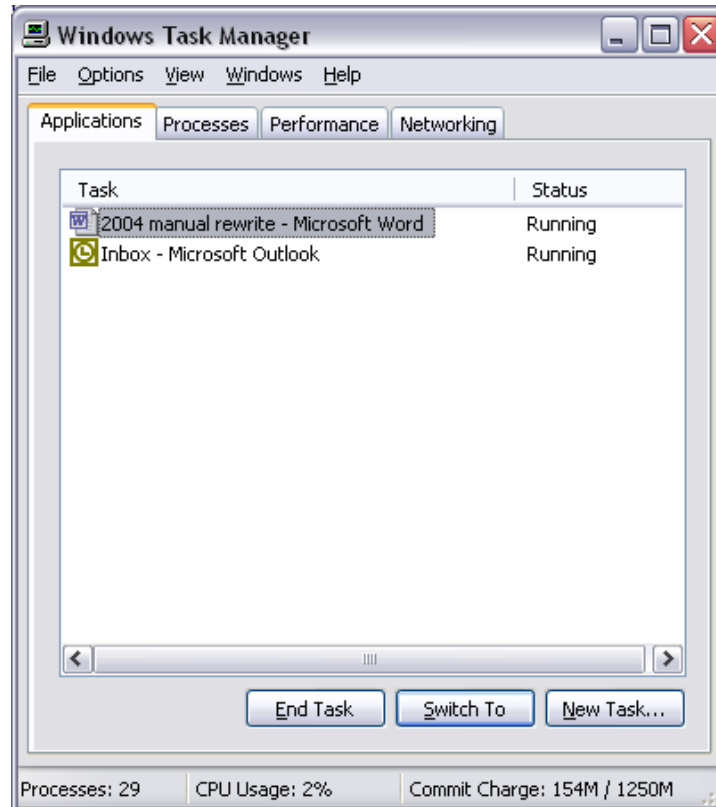 Windows Task Manager
File Options View Windows Help
Applications Processes Performance Networking
Task Status
2004 manual rewrite - Microsoft Word Running
Inbox - Microsoft Outlook Running
End Task Switch To New Task...
Processes: 29 CPU Usage: 2% Commit Charge: 154M / 1250M